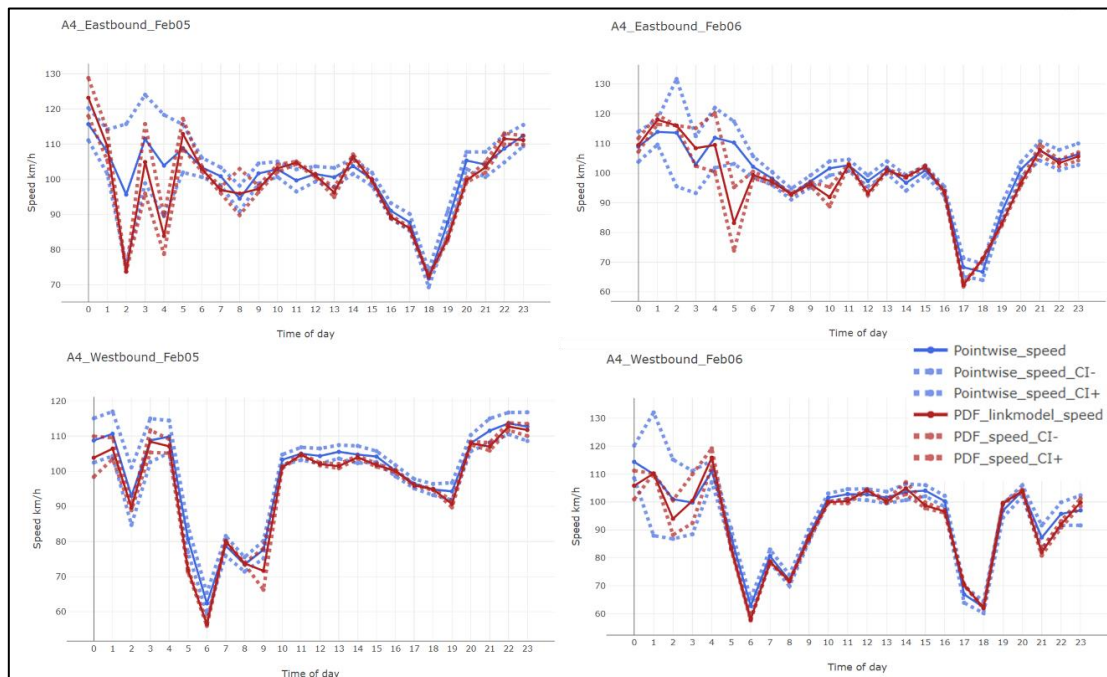 A4_Eastbound_Feb05
130
120
110
100
90
80
70
Speed km/h
0 1 2 3 4 5 6 7 8 9 10 11 12 13 14 15 16 17 18 19 20 21 22 23
Time of day
A4_Eastbound_Feb06
130
120
110
100
90
80
70
60
Speed km/h
0 1 2 3 4 5 6 7 8 9 10 11 12 13 14 15 16 17 18 19 20 21 22 23
Time of day
A4_Westbound_Feb05
120
110
100
90
80
70
60
Speed km/h
0 1 2 3 4 5 6 7 8 9 10 11 12 13 14 15 16 17 18 19 20 21 22 23
Time of day
A4_Westbound_Feb06
130
120
110
100
90
80
70
60
Speed km/h
0 1 2 3 4 5 6 7 8 9 10 11 12 13 14 15 16 17 18 19 20 21 22 23
Time of day
Pointwise_speed
Pointwise_speed_CI-
Pointwise_speed_CI+
PDF_linkmodel_speed
PDF_speed_CI-
PDF_speed_CI+